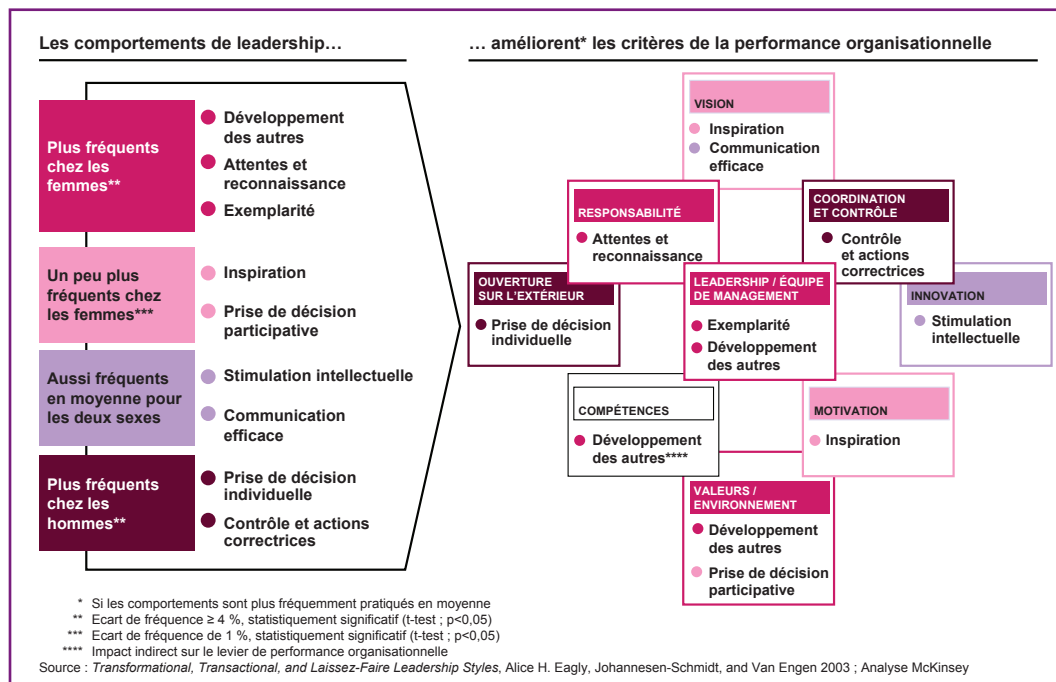 Les comportements de leadership…
… améliorent* les critères de la performance organisationnelle
Plus fréquents
chez les
femmes**
Développement
des autres
Attentes et
reconnaissance
Exemplarité
Un peu plus
fréquents chez
les femmes***
Inspiration
Prise de décision
participative
Aussi fréquents
en moyenne pour
les deux sexes
Stimulation intellectuelle
Communication
efficace
Plus fréquents
chez les
hommes**
Prise de décision
individuelle
Contrôle et actions
correctrices
VISION
Inspiration
Communication
efficace
RESPONSABILITÉ
Attentes et
reconnaissance
COORDINATION
ET CONTRÔLE
Contrôle
et actions
correctrices
OUVERTURE
SUR L'EXTÉRIEUR
Prise de décision
individuelle
LEADERSHIP / ÉQUIPE
DE MANAGEMENT
Exemplarité
Développement
des autres
INNOVATION
Stimulation
intellectuelle
COMPÉTENCES
Développement
des autres****
MOTIVATION
Inspiration
VALEURS /
ENVIRONNEMENT
Développement
des autres
Prise de décision
participative
* Si les comportements sont plus fréquemment pratiqués en moyenne
** Ecart de fréquence ≥ 4 %, statistiquement significatif (t-test ; p<0,05)
*** Ecart de fréquence de 1 %, statistiquement significatif (t-test ; p<0,05)
**** Impact indirect sur le levier de performance organisationnelle
Source : Transformational, Transactional, and Laissez-Faire Leadership Styles, Alice H. Eagly, Johannesen-Schmidt, and Van Engen 2003 ; Analyse McKinsey